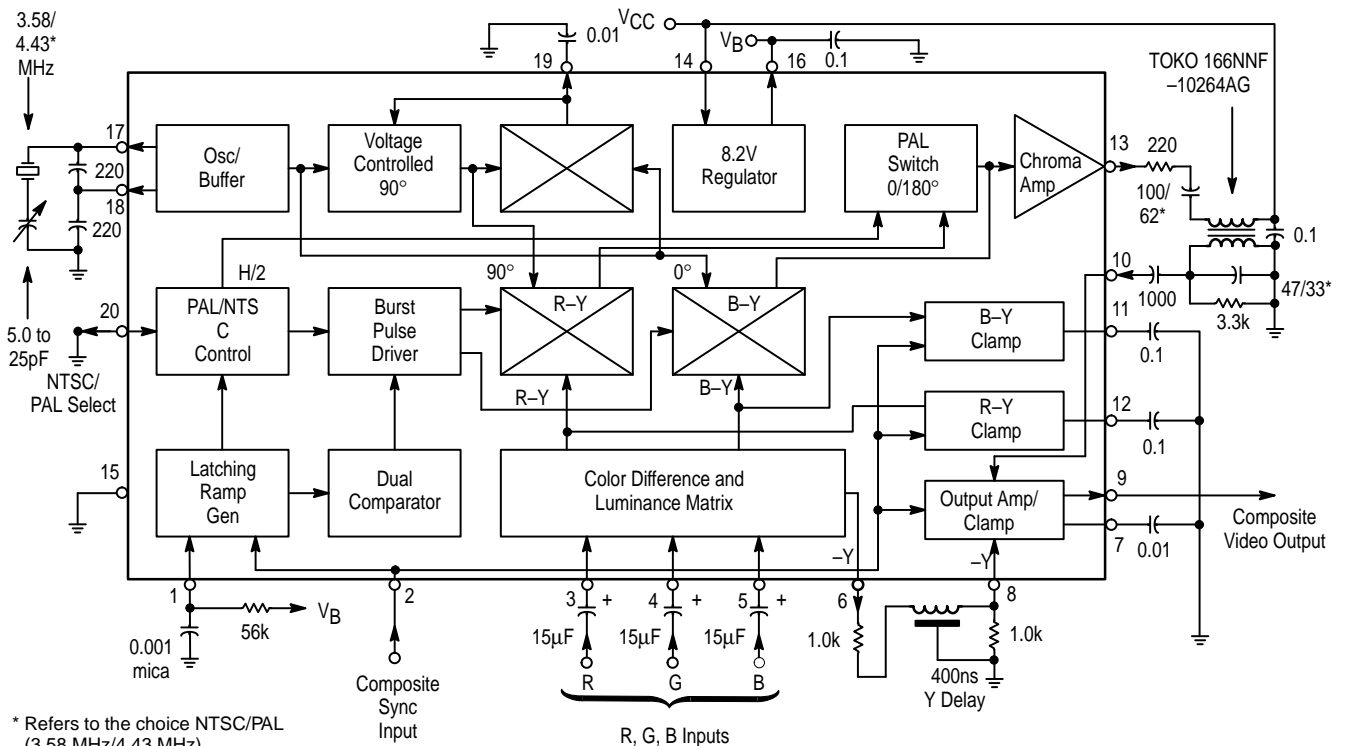 3.58/
4.43*
MHz
VCC
0.01
VB
0.1
TOKO 166NNF
–10264AG
19
14
16
17
Osc/
Buffer
Voltage
Controlled
90°
8.2V
Regulator
PAL
Switch
0/180°
Chroma
Amp
13
220
220
18
220
100/
62*
0.1
H/2
90°
0°
10
1000
47/33*
3.3k
20
PAL/NTS
C
Control
Burst
Pulse
Driver
R–Y
B–Y
B–Y
Clamp
11
0.1
5.0 to
25pF
NTSC/
PAL Select
R–Y
B–Y
R–Y
Clamp
12
0.1
15
Latching
Ramp
Gen
Dual
Comparator
Color Difference and
Luminance Matrix
Output Amp/
Clamp
9
Composite
Video Output
7
0.01
–Y
–Y
1
2
3
+
4
+
5
+
6
8
56k
VB
0.001
mica
15µF
15µF
15µF
1.0k
1.0k
R
G
B
400ns
Y Delay
Composite
Sync
Input
R, G, B Inputs
* Refers to the choice NTSC/PAL
(3.58 MHz/4.43 MHz)